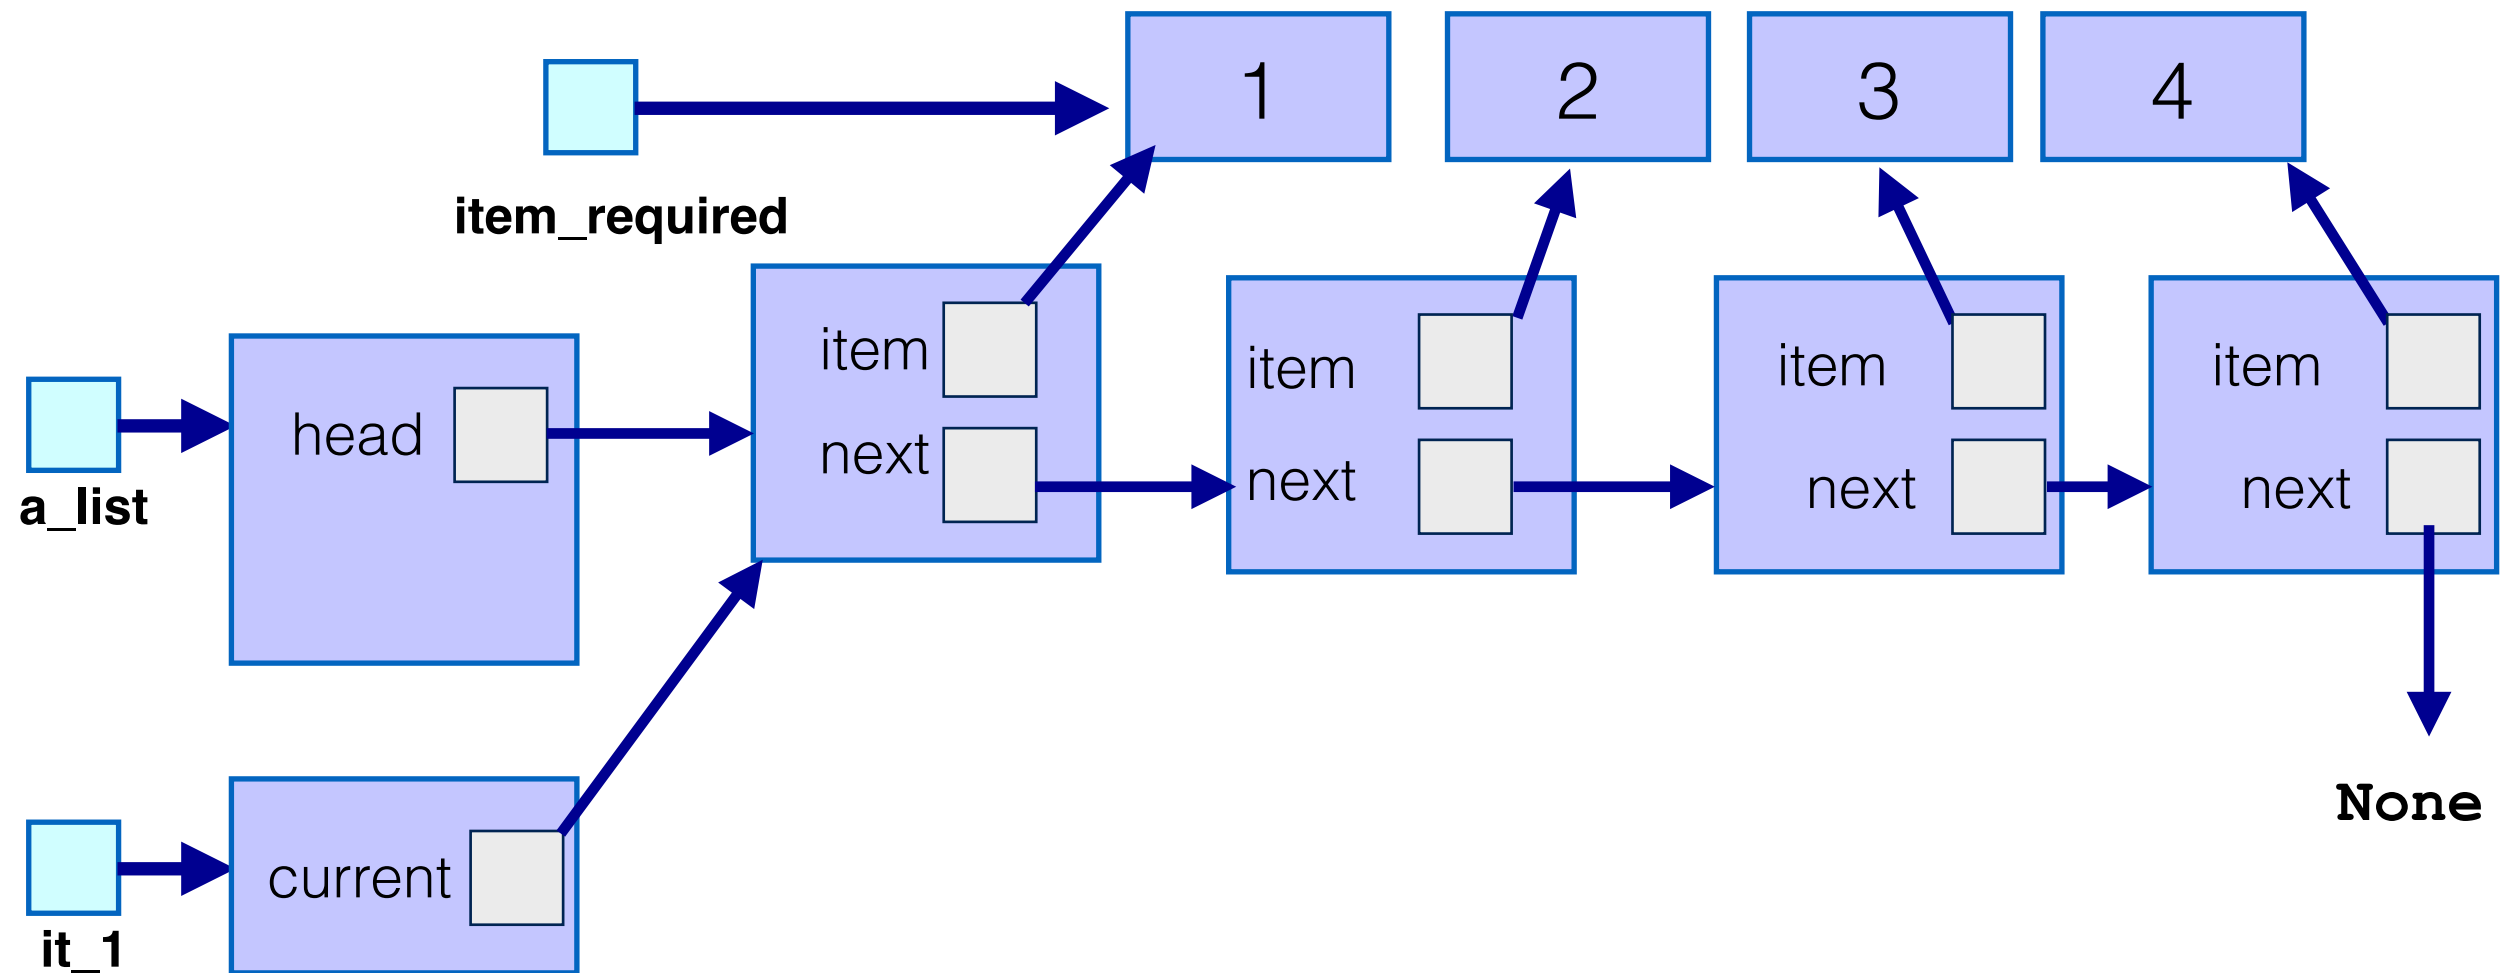 1
2
3
4
item_required
item
next
item
next
item
next
item
next
head
a_list
None
current
it_1